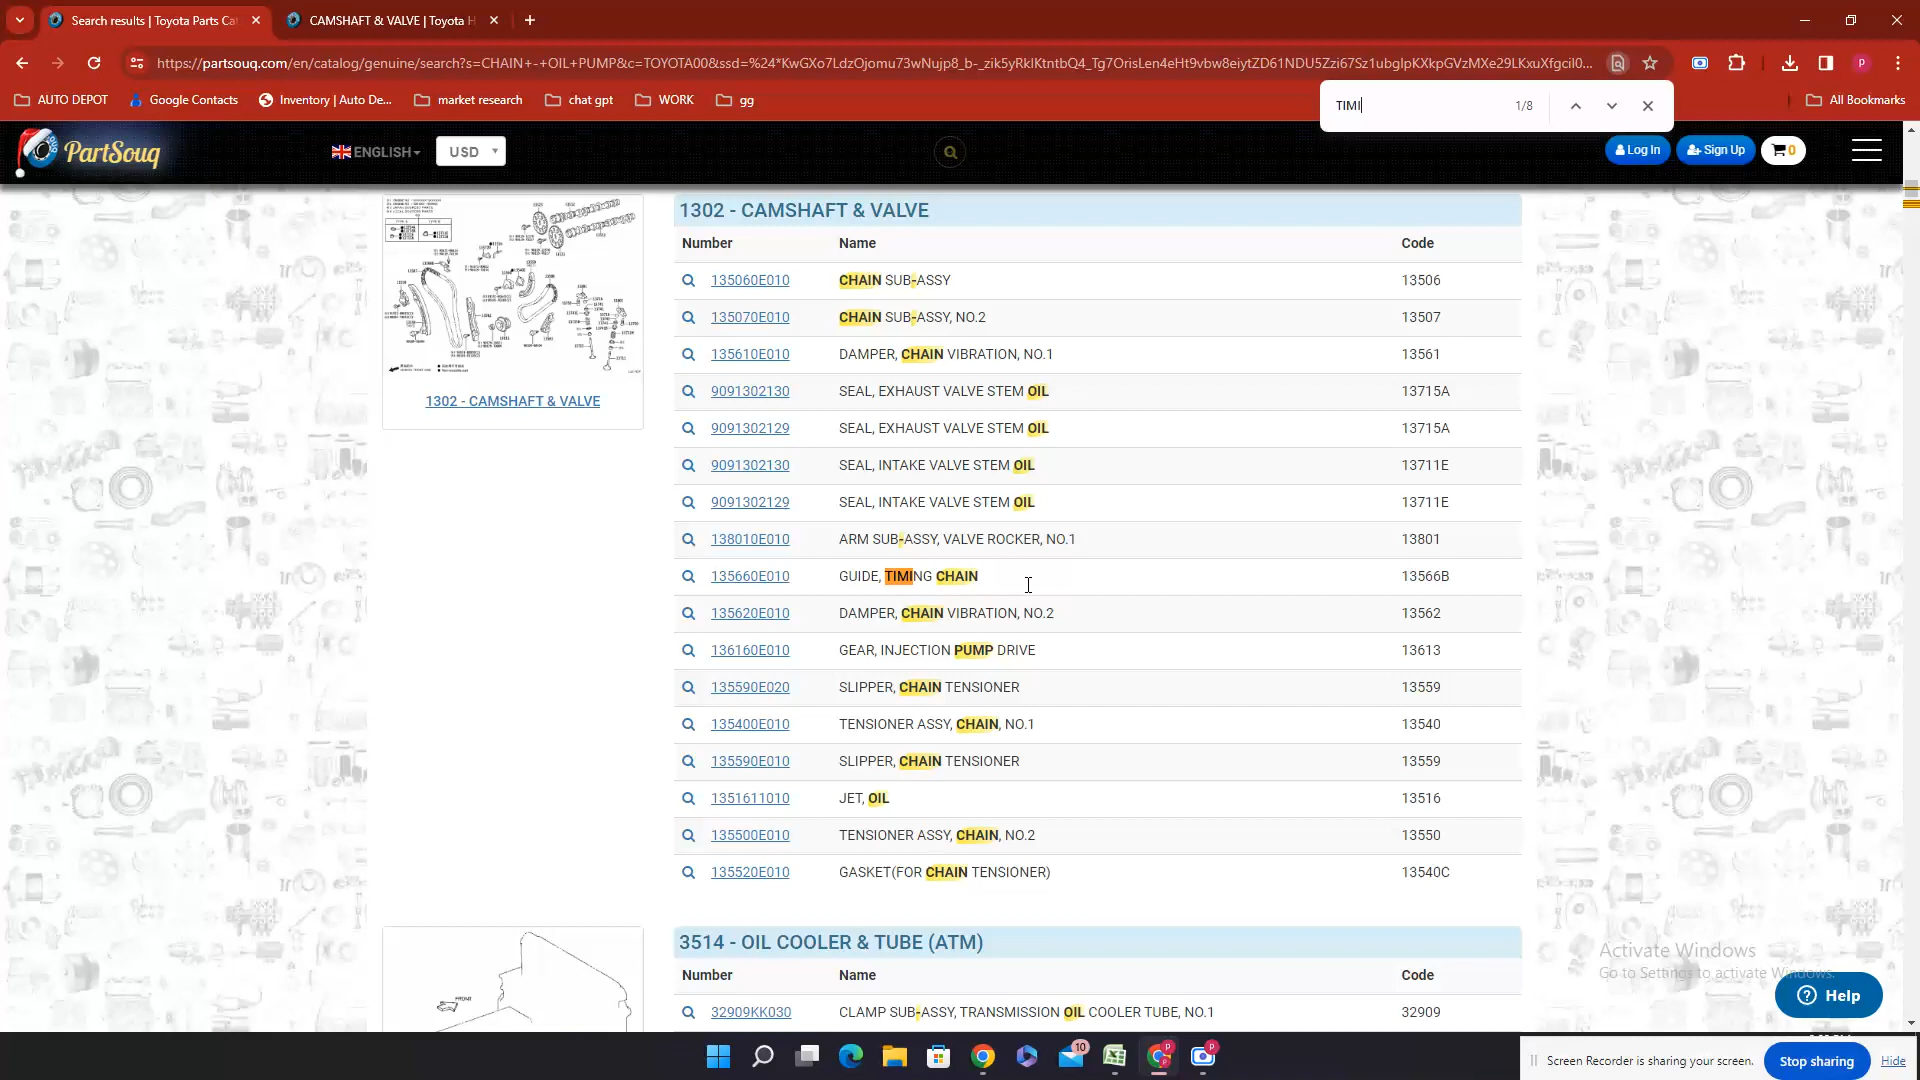 Search results | Toyota Parts Ca
CAMSHAFT & VALVE | Toyota H
https://partsouq.com/en/catalog/genuine/search?s=CHAIN+-+OIL+PUMP&c=TOYOTA00&ssd=%24*KwGXo7LdzOjomu73wNujp8_b-_zik5yRklKtntbQ4_Tg7OrisLen4eHt9vbw8eiytZD61NDU5Zzi67Sz1ubgIpKXkpGVzMXe29LKxuXfgcil0...
P
AUTO DEPOT
Google Contacts
Inventory | Auto De...
market research
chat gpt
WORK
gg
TIMI
1/8
All Bookmarks
PartSouq
ENGLISH
USD
Log In
Sign Up
0
1302 - CAMSHAFT & VALVE
Number Name Code
135060E010 CHAIN SUB-ASSY 13506
135070E010 CHAIN SUB-ASSY, NO.2 13507
135610E010 DAMPER, CHAIN VIBRATION, NO.1 13561
9091302130 SEAL, EXHAUST VALVE STEM OIL 13715A
9091302129 SEAL, EXHAUST VALVE STEM OIL 13715A
9091302130 SEAL, INTAKE VALVE STEM OIL 13711E
9091302129 SEAL, INTAKE VALVE STEM OIL 13711E
138010E010 ARM SUB-ASSY, VALVE ROCKER, NO.1 13801
135660E010 GUIDE, TIMING CHAIN 13566B
135620E010 DAMPER, CHAIN VIBRATION, NO.2 13562
136160E010 GEAR, INJECTION PUMP DRIVE 13613
135590E020 SLIPPER, CHAIN TENSIONER 13559
135400E010 TENSIONER ASSY, CHAIN, NO.1 13540
135590E010 SLIPPER, CHAIN TENSIONER 13559
1351611010 JET, OIL 13516
135500E010 TENSIONER ASSY, CHAIN, NO.2 13550
135520E010 GASKET(FOR CHAIN TENSIONER) 13540C
1302 - CAMSHAFT & VALVE
3514 - OIL COOLER & TUBE (ATM)
Number Name Code
32909KK030 CLAMP SUB-ASSY, TRANSMISSION OIL COOLER TUBE, NO.1 32909
FRONT
Activate Windows
Go to Settings to activate Windows.
Help
10
P
P
Screen Recorder is sharing your screen.
Stop sharing
Hide